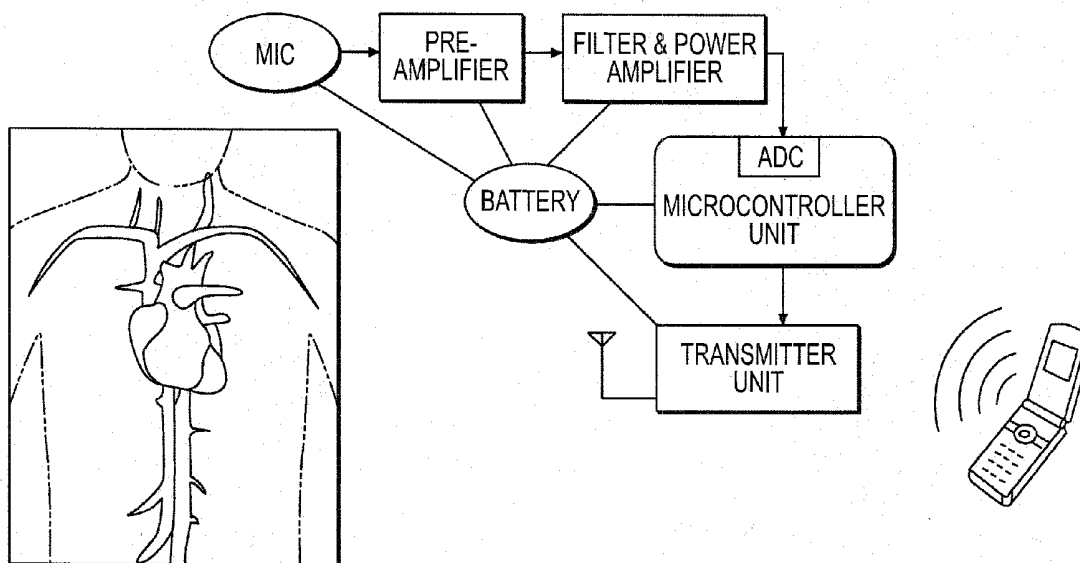 MIC
PRE-
AMPLIFIER
FILTER & POWER
AMPLIFIER
ADC
MICROCONTROLLER
UNIT
BATTERY
TRANSMITTER
UNIT